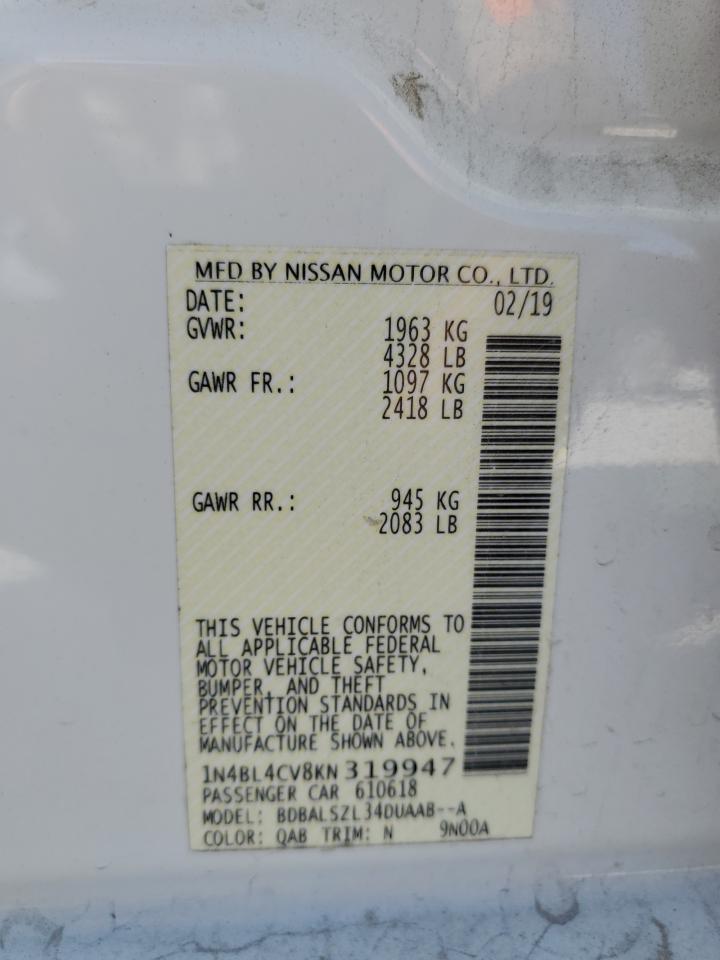 MFD BY NISSAN MOTOR CO., LTD.
DATE: 02/19
GVWR: 1963 KG
4328 LB
GAWR FR.: 1097 KG
2418 LB
GAWR RR.: 945 KG
2083 LB
THIS VEHICLE CONFORMS TO
ALL APPLICABLE FEDERAL
MOTOR VEHICLE SAFETY,
BUMPER, AND THEFT
PREVENTION STANDARDS IN
EFFECT ON THE DATE OF
MANUFACTURE SHOWN ABOVE.
1N4BL4CV8KN319947
PASSENGER CAR 610618
MODEL: BDBALSZL34DUAAB--A
COLOR: QAB TRIM: N 9N00A